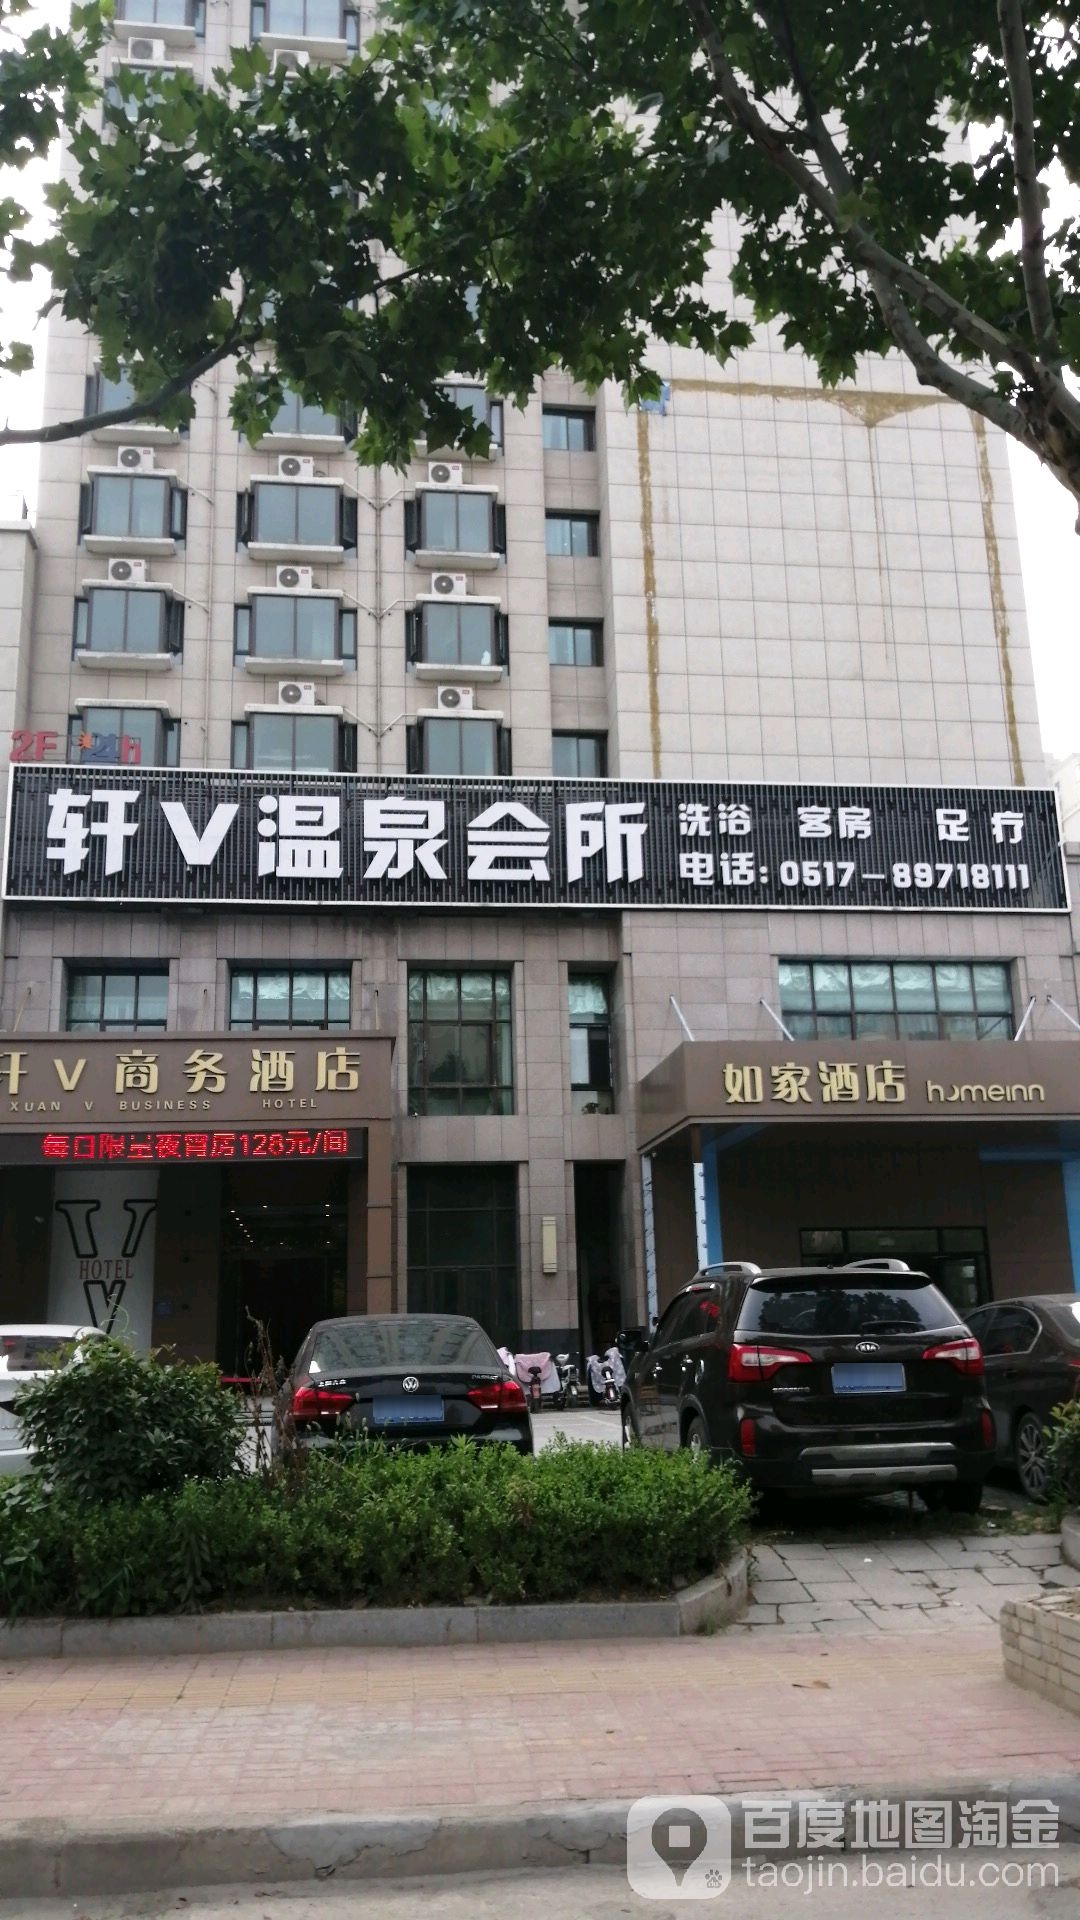 2F 24h
轩V温泉会所
洗浴 客房 足疗
电话: 0517-89718111
轩V商务酒店
XUAN V BUSINESS HOTEL
每日限量夜宵房128元/间
V
HOTEL
V
如家酒店 homeinn
PASSAT
KIA
百度地图淘金
taojin.baidu.com